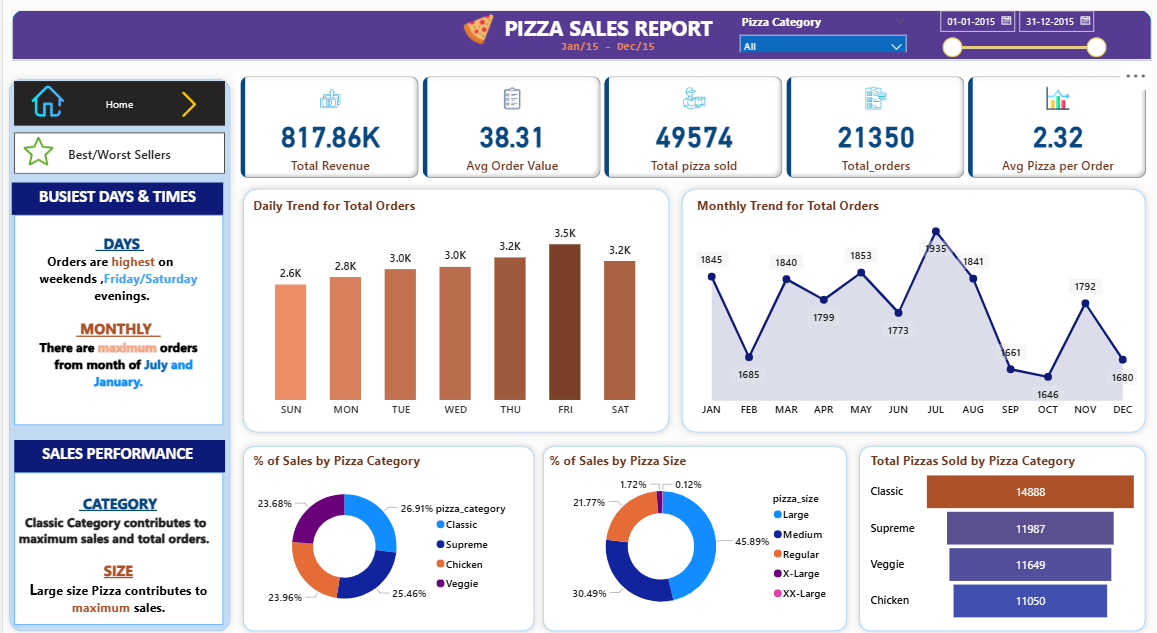 PIZZA SALES REPORT
Jan/15 - Dec/15
Pizza Category
All
01-01-2015
31-12-2015
Home
Best/Worst Sellers
BUSIEST DAYS & TIMES
DAYS
Orders are highest on
weekends ,Friday/Saturday
evenings.
MONTHLY
There are maximum orders
from month of July and
January.
SALES PERFORMANCE
CATEGORY
Classic Category contributes to
maximum sales and total orders.
SIZE
Large size Pizza contributes to
maximum sales.
817.86K
Total Revenue
38.31
Avg Order Value
49574
Total pizza sold
21350
Total_orders
2.32
Avg Pizza per Order
Daily Trend for Total Orders
2.6K
2.8K
3.0K
3.0K
3.2K
3.5K
3.2K
SUN
MON
TUE
WED
THU
FRI
SAT
Monthly Trend for Total Orders
1845
1685
1840
1799
1853
1773
1935
1841
1661
1646
1792
1680
JAN
FEB
MAR
APR
MAY
JUN
JUL
AUG
SEP
OCT
NOV
DEC
% of Sales by Pizza Category
26.91%
25.46%
23.96%
23.68%
pizza_category
Classic
Supreme
Chicken
Veggie
% of Sales by Pizza Size
45.89%
30.49%
21.77%
1.72%
0.12%
pizza_size
Large
Medium
Regular
X-Large
XX-Large
Total Pizzas Sold by Pizza Category
Classic
14888
Supreme
11987
Veggie
11649
Chicken
11050